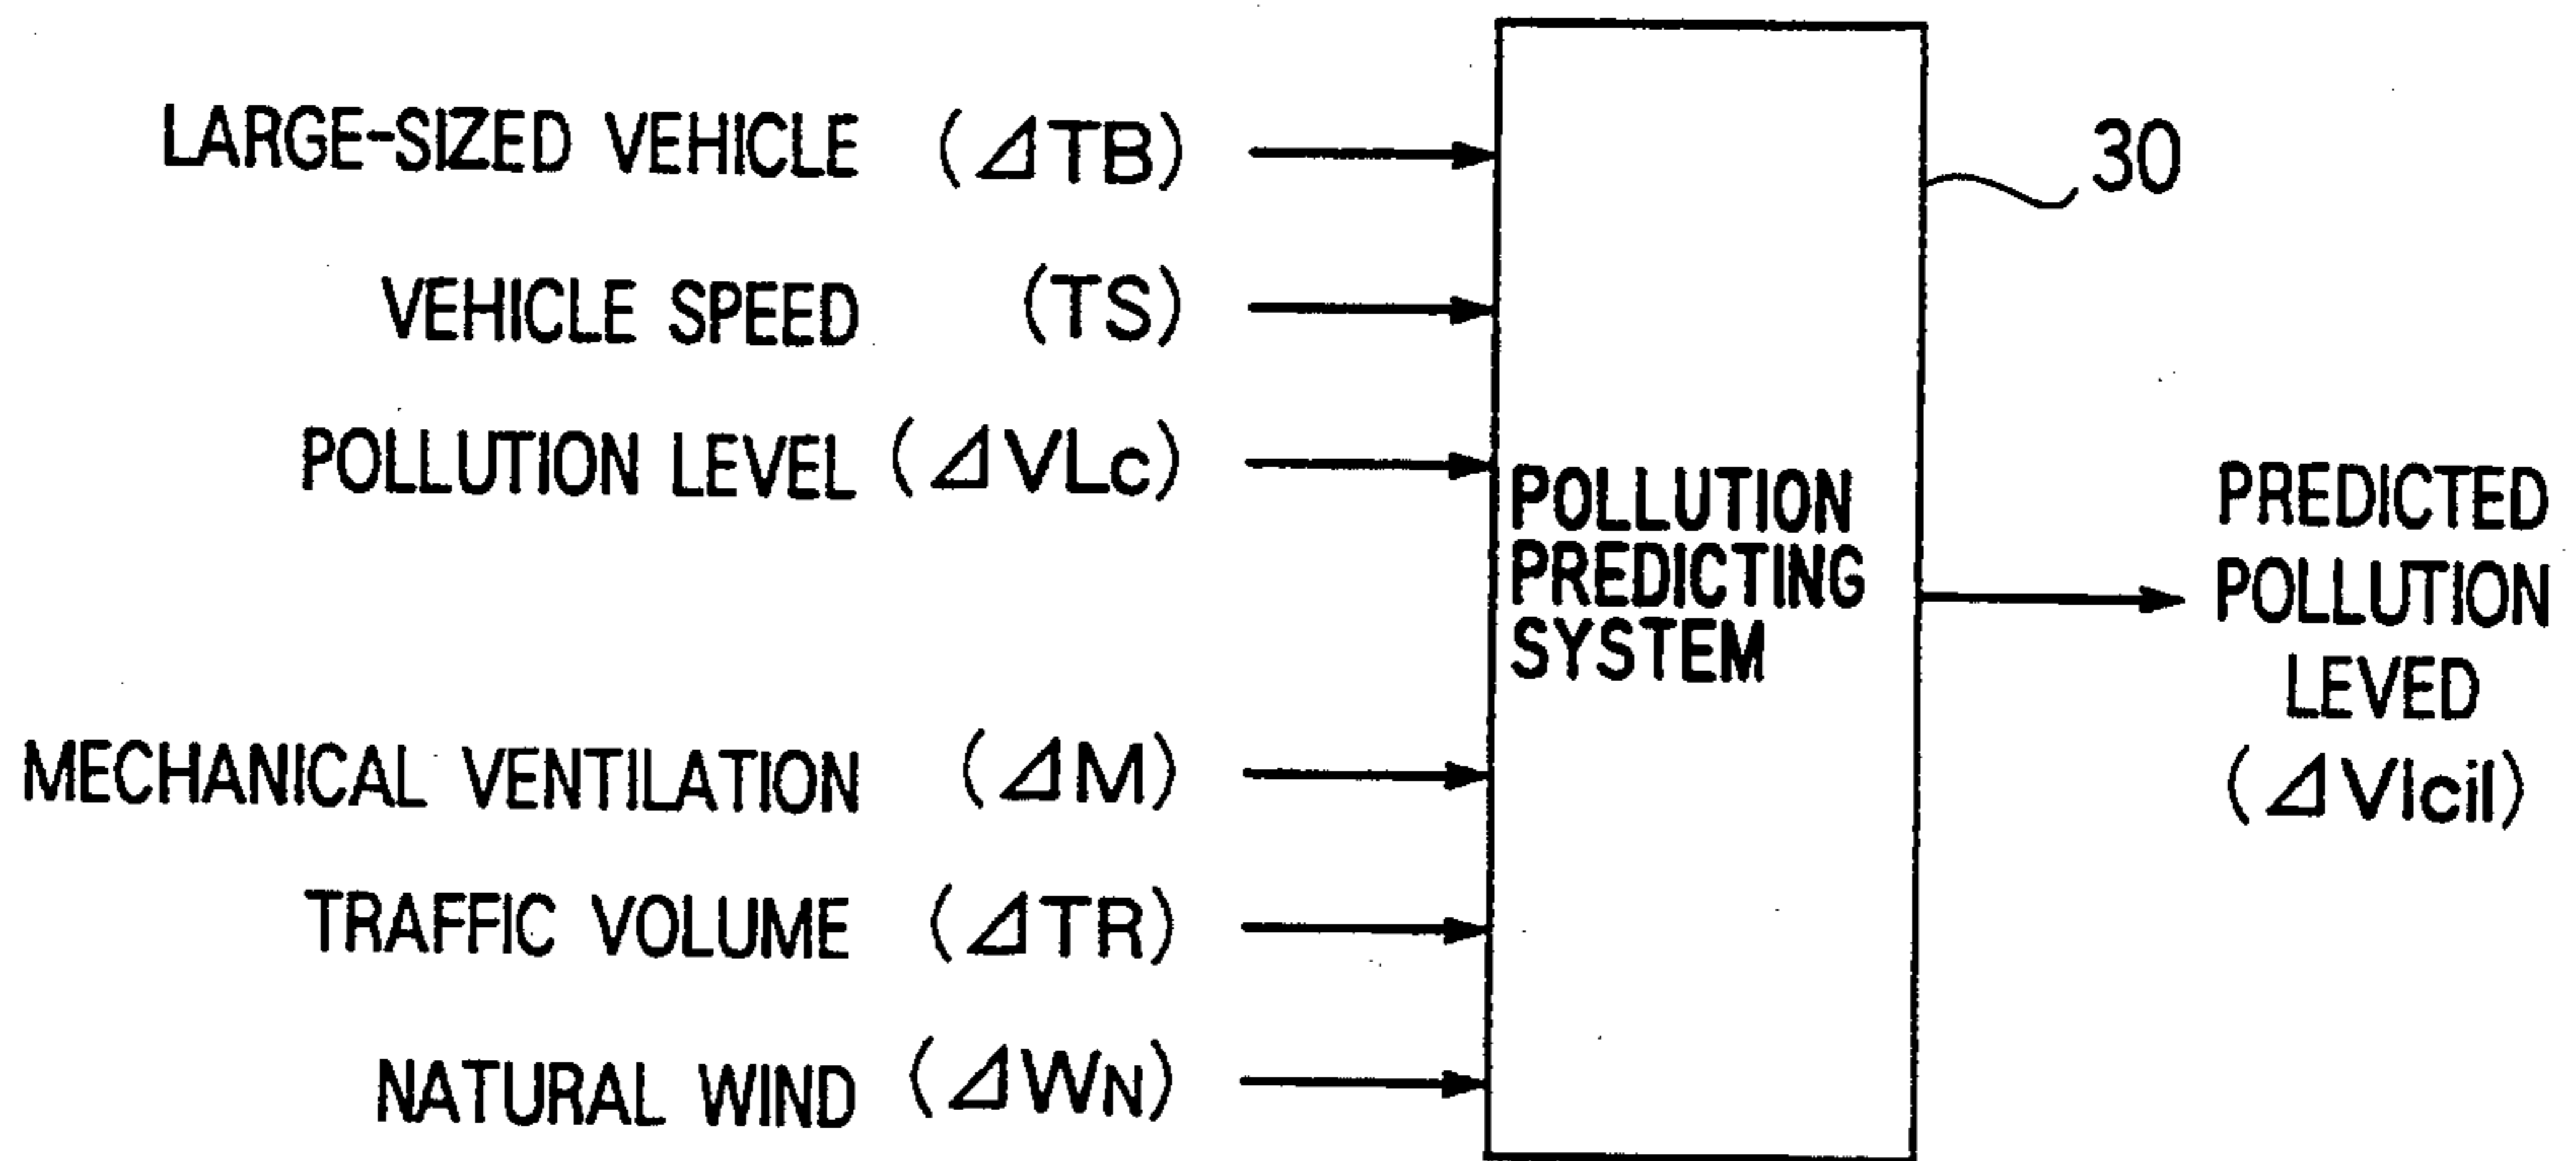 LARGE-SIZED VEHICLE (⊿TB)
VEHICLE SPEED (TS)
POLLUTION LEVEL (⊿VLc)
MECHANICAL VENTILATION (⊿M)
TRAFFIC VOLUME (⊿TR)
NATURAL WIND (⊿WN)
POLLUTION
PREDICTING
SYSTEM
30
PREDICTED
POLLUTION
LEVED
(⊿VIcil)